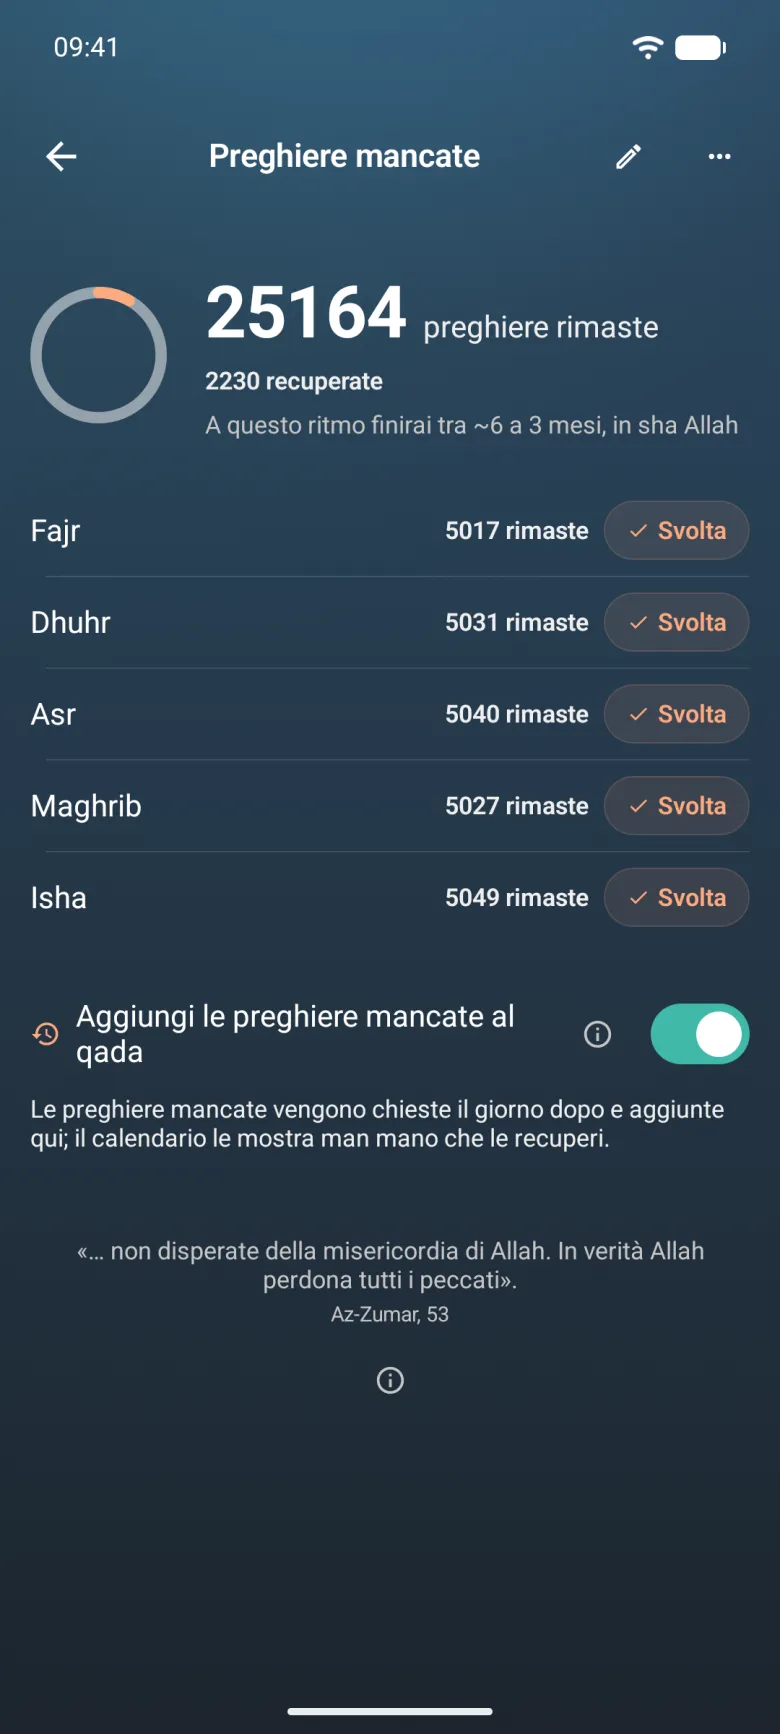 09:41
Preghiere mancate
25164 preghiere rimaste
2230 recuperate
A questo ritmo finirai tra ~6 a 3 mesi, in sha Allah
Fajr 5017 rimaste Svolta
Dhuhr 5031 rimaste Svolta
Asr 5040 rimaste Svolta
Maghrib 5027 rimaste Svolta
Isha 5049 rimaste Svolta
Aggiungi le preghiere mancate al
qada
Le preghiere mancate vengono chieste il giorno dopo e aggiunte
qui; il calendario le mostra man mano che le recuperi.
«… non disperate della misericordia di Allah. In verità Allah
perdona tutti i peccati».
Az-Zumar, 53